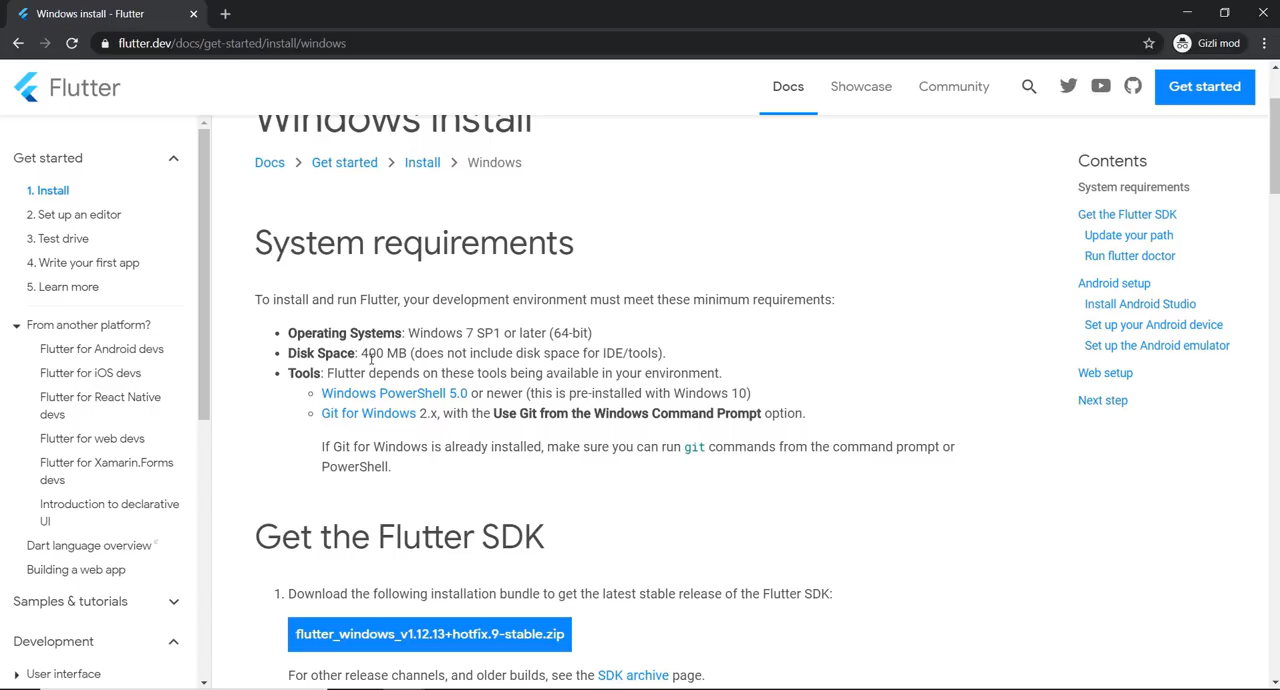 Windows install - Flutter
flutter.dev/docs/get-started/install/windows
Gizli mod
Flutter
Docs
Showcase
Community
Get started
Get started
1. Install
2. Set up an editor
3. Test drive
4. Write your first app
5. Learn more
From another platform?
Flutter for Android devs
Flutter for iOS devs
Flutter for React Native
devs
Flutter for web devs
Flutter for Xamarin.Forms
devs
Introduction to declarative
UI
Dart language overview
Building a web app
Samples & tutorials
Development
User interface
Windows install
Docs > Get started > Install > Windows
System requirements
To install and run Flutter, your development environment must meet these minimum requirements:
• Operating Systems: Windows 7 SP1 or later (64-bit)
• Disk Space: 400 MB (does not include disk space for IDE/tools).
• Tools: Flutter depends on these tools being available in your environment.
◦ Windows PowerShell 5.0 or newer (this is pre-installed with Windows 10)
◦ Git for Windows 2.x, with the Use Git from the Windows Command Prompt option.
If Git for Windows is already installed, make sure you can run git commands from the command prompt or
PowerShell.
Get the Flutter SDK
1. Download the following installation bundle to get the latest stable release of the Flutter SDK:
flutter_windows_v1.12.13+hotfix.9-stable.zip
For other release channels, and older builds, see the SDK archive page.
Contents
System requirements
Get the Flutter SDK
Update your path
Run flutter doctor
Android setup
Install Android Studio
Set up your Android device
Set up the Android emulator
Web setup
Next step